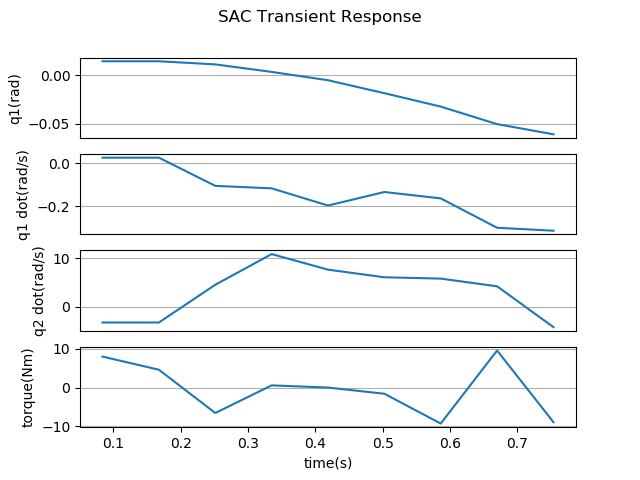 SAC Transient Response
q1(rad)
0.00
−0.05
q1 dot(rad/s)
0.0
−0.2
q2 dot(rad/s)
10
0
torque(Nm)
10
0
−10
0.1 0.2 0.3 0.4 0.5 0.6 0.7
time(s)